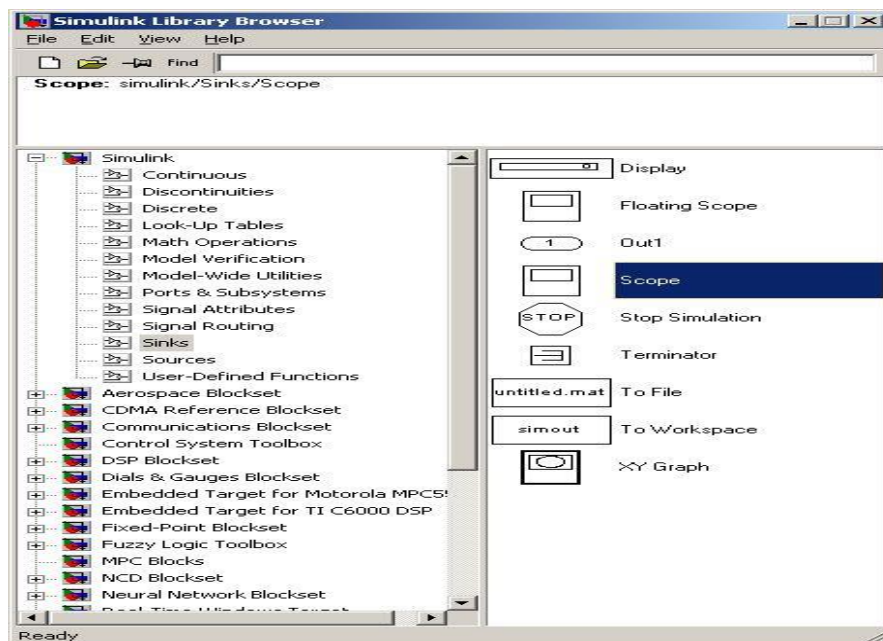 Simulink Library Browser
File Edit View Help
Find
Scope: simulink/Sinks/Scope
Simulink
Continuous
Discontinuities
Discrete
Look-Up Tables
Math Operations
Model Verification
Model-Wide Utilities
Ports & Subsystems
Signal Attributes
Signal Routing
Sinks
Sources
User-Defined Functions
Aerospace Blockset
CDMA Reference Blockset
Communications Blockset
Control System Toolbox
DSP Blockset
Dials & Gauges Blockset
Embedded Target for Motorola MPC5
Embedded Target for TI C6000 DSP
Fixed-Point Blockset
Fuzzy Logic Toolbox
MPC Blocks
NCD Blockset
Neural Network Blockset
Real-Time Windows Target
Display
Floating Scope
1 Out1
Scope
STOP Stop Simulation
Terminator
untitled.mat To File
simout To Workspace
XY Graph
Ready